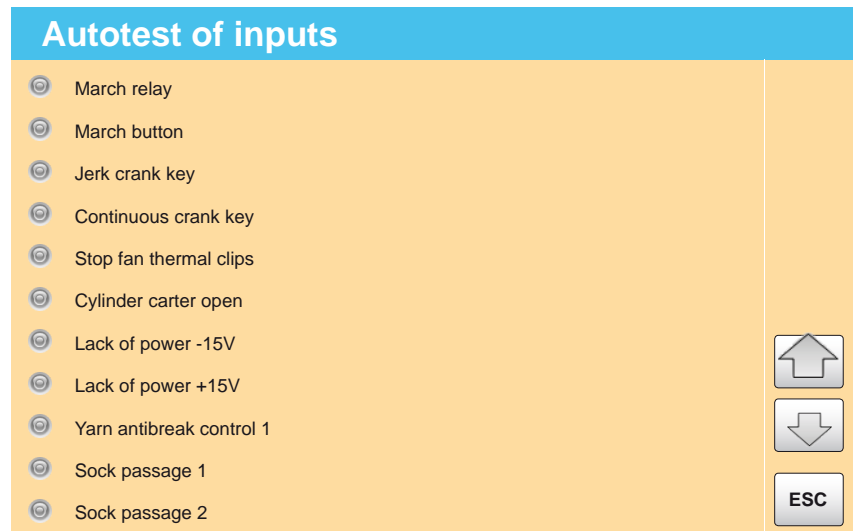 Autotest of inputs
March relay
March button
Jerk crank key
Continuous crank key
Stop fan thermal clips
Cylinder carter open
Lack of power -15V
Lack of power +15V
Yarn antibreak control 1
Sock passage 1
Sock passage 2
ESC